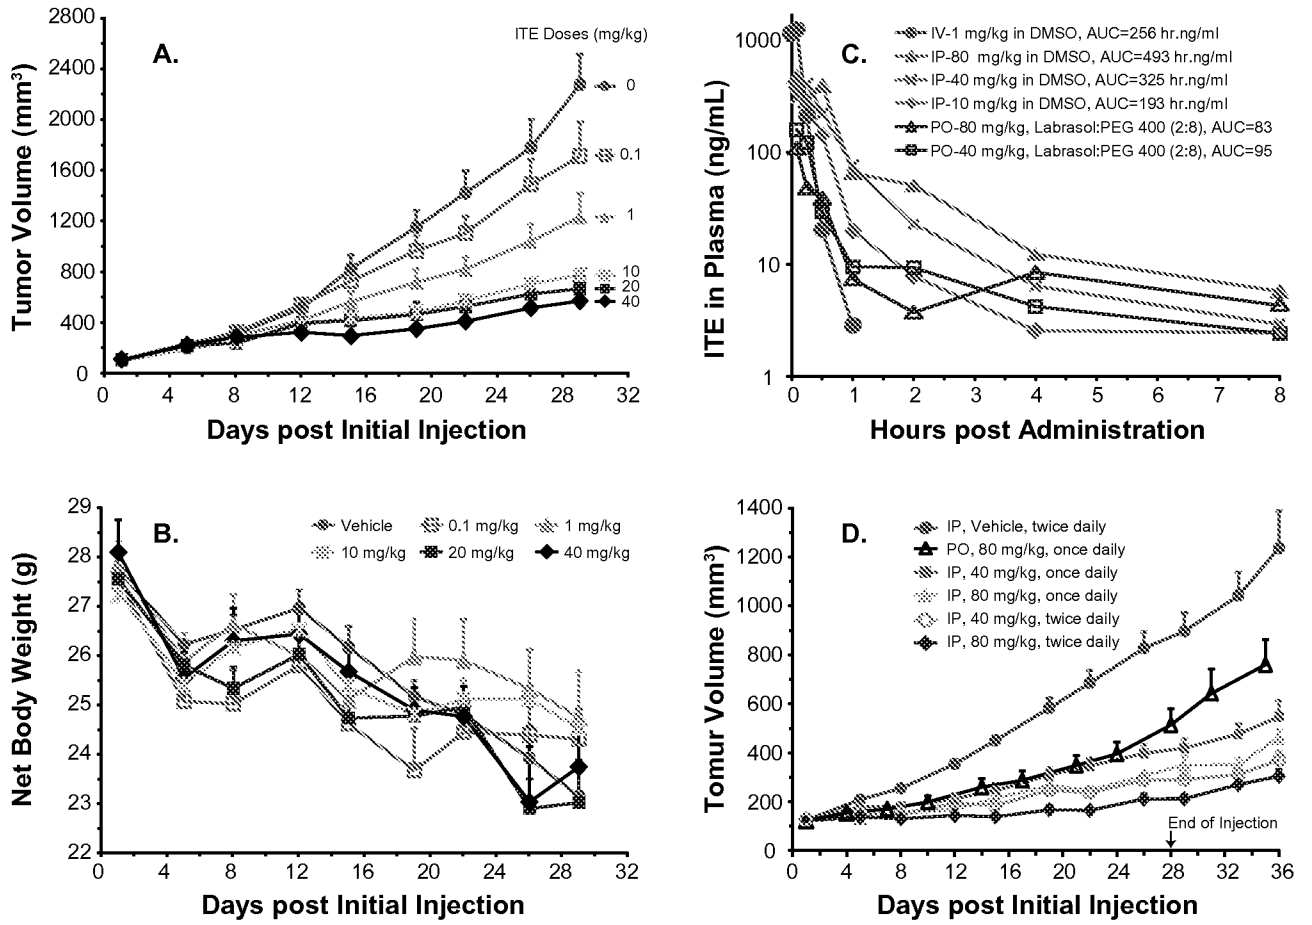 A.
ITE Doses (mg/kg)
2800
2400
2000
1600
1200
800
400
0
Tumor Volume (mm³)
0
0.1
1
10
20
40
0 4 8 12 16 20 24 28 32
Days post Initial Injection
C.
IV-1 mg/kg in DMSO, AUC=256 hr.ng/ml
IP-80 mg/kg in DMSO, AUC=493 hr.ng/ml
IP-40 mg/kg in DMSO, AUC=325 hr.ng/ml
IP-10 mg/kg in DMSO, AUC=193 hr.ng/ml
PO-80 mg/kg, Labrasol:PEG 400 (2:8), AUC=83
PO-40 mg/kg, Labrasol:PEG 400 (2:8), AUC=95
1000
100
10
1
ITE in Plasma (ng/mL)
0 1 2 3 4 5 6 7 8
Hours post Administration
B.
Vehicle 0.1 mg/kg 1 mg/kg
10 mg/kg 20 mg/kg 40 mg/kg
29
28
27
26
25
24
23
22
Net Body Weight (g)
0 4 8 12 16 20 24 28 32
Days post Initial Injection
D.
IP, Vehicle, twice daily
PO, 80 mg/kg, once daily
IP, 40 mg/kg, once daily
IP, 80 mg/kg, once daily
IP, 40 mg/kg, twice daily
IP, 80 mg/kg, twice daily
1400
1200
1000
800
600
400
200
0
Tomur Volume (mm³)
End of Injection
0 4 8 12 16 20 24 28 32 36
Days post Initial Injection